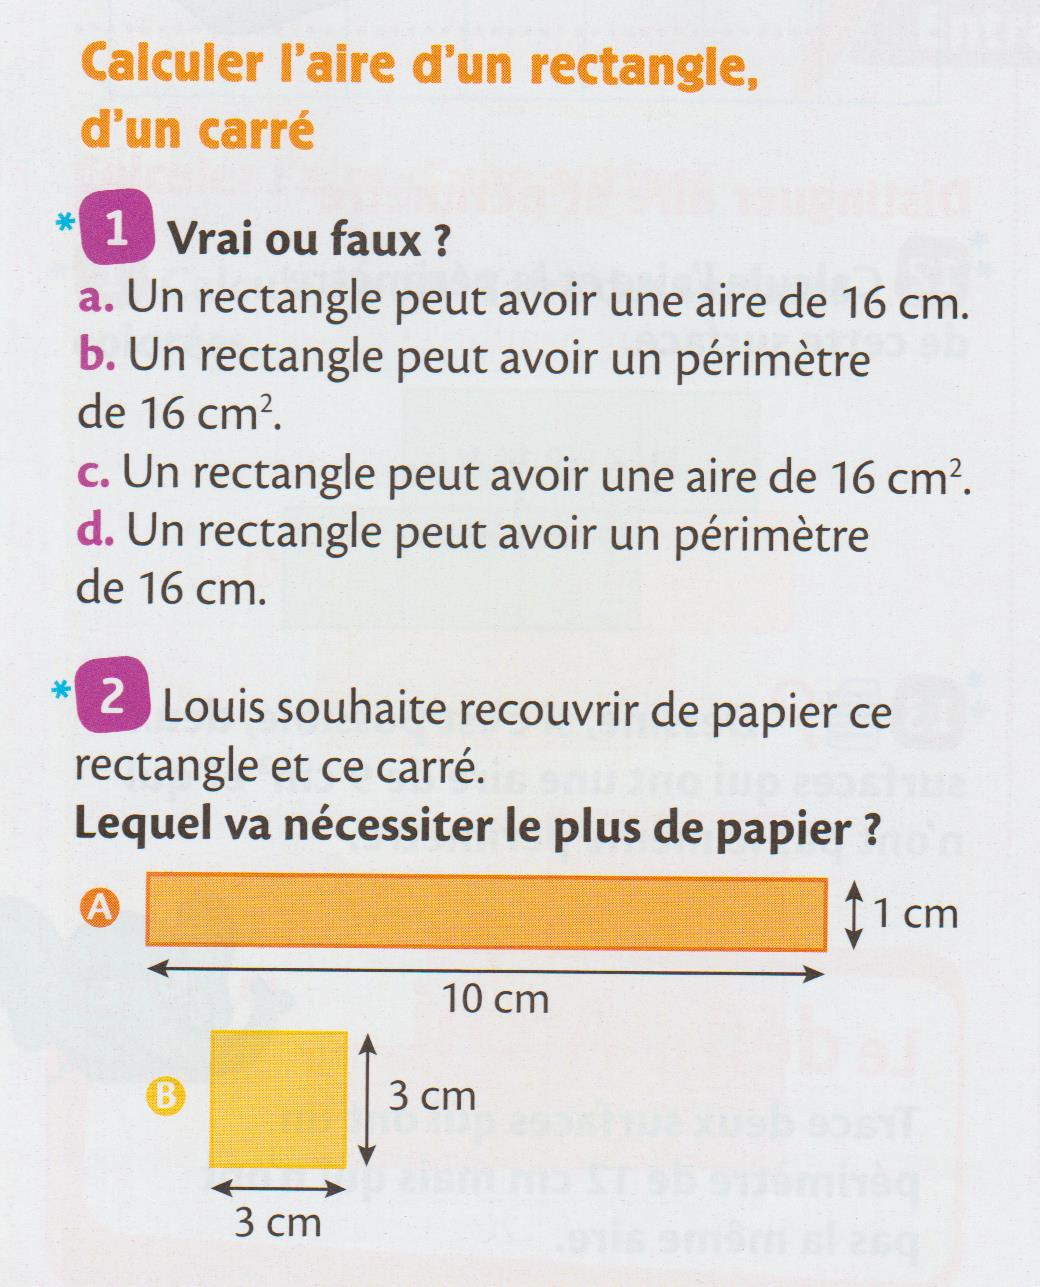 Calculer l'aire d'un rectangle,
d'un carré
* 1 Vrai ou faux ?
a. Un rectangle peut avoir une aire de 16 cm.
b. Un rectangle peut avoir un périmètre
de 16 cm².
c. Un rectangle peut avoir une aire de 16 cm².
d. Un rectangle peut avoir un périmètre
de 16 cm.
* 2 Louis souhaite recouvrir de papier ce
rectangle et ce carré.
Lequel va nécessiter le plus de papier ?
A 1 cm
10 cm
B 3 cm
3 cm